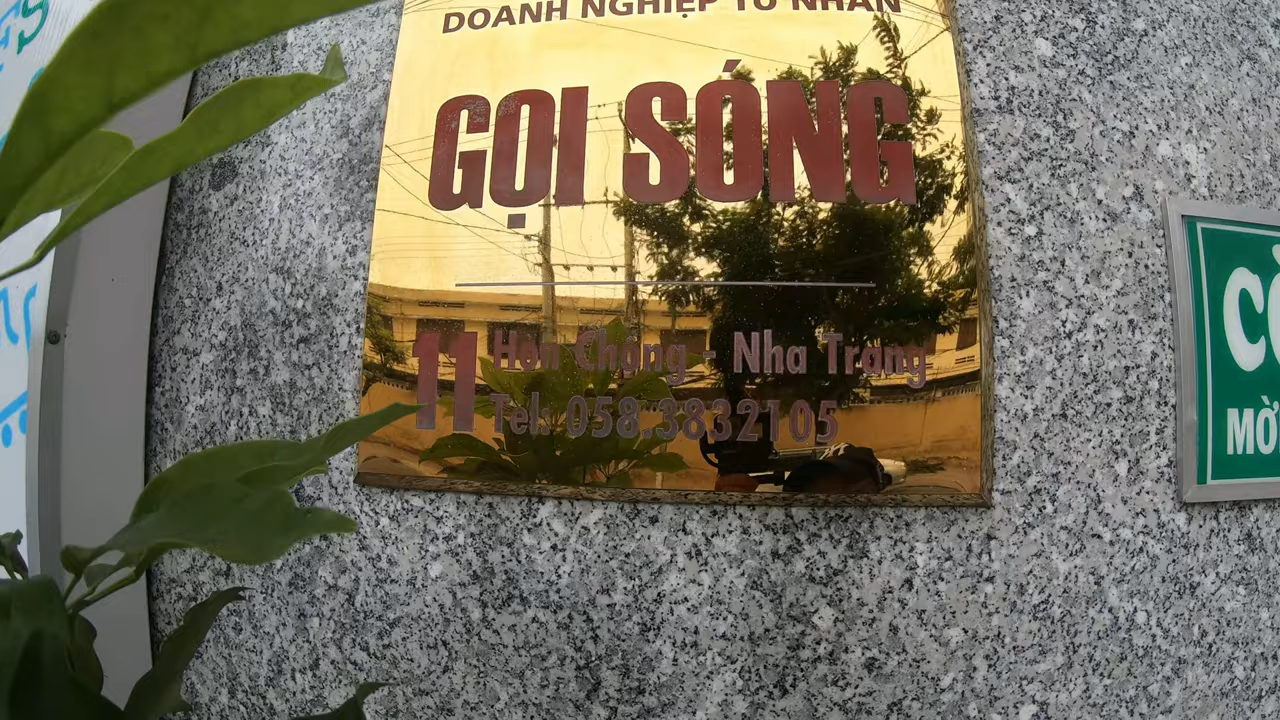 DOANH NGHIỆP TƯ NHÂN
GỌI SÓNG
11 Hòn Chồng - Nha Trang
Tel: 058.3832105